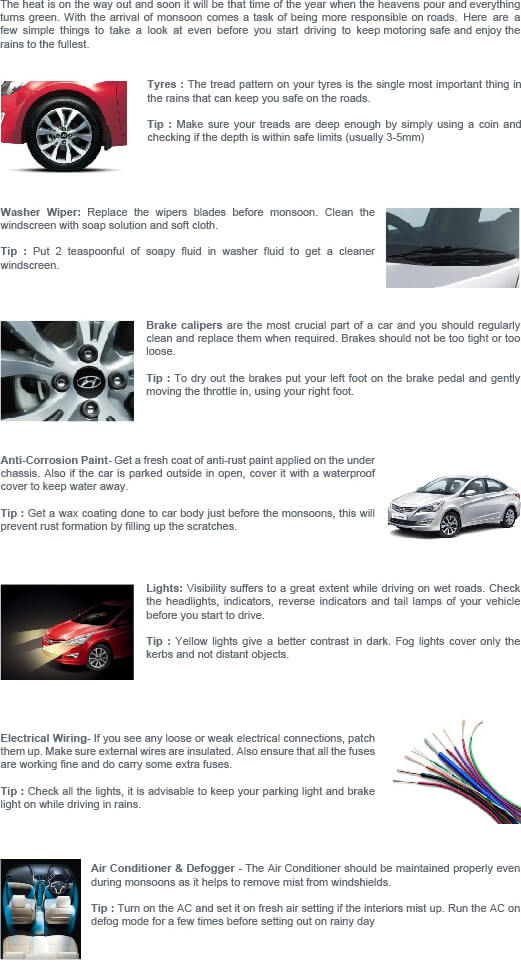 The heat is on the way out and soon it will be that time of the year when the heavens pour and everything
turns green. With the arrival of monsoon comes a task of being more responsible on roads. Here are a
few simple things to take a look at even before you start driving to keep motoring safe and enjoy the
rains to the fullest.
Tyres : The tread pattern on your tyres is the single most important thing in
the rains that can keep you safe on the roads.
Tip : Make sure your treads are deep enough by simply using a coin and
checking if the depth is within safe limits (usually 3-5mm)
Washer Wiper: Replace the wipers blades before monsoon. Clean the
windscreen with soap solution and soft cloth.
Tip : Put 2 teaspoonful of soapy fluid in washer fluid to get a cleaner
windscreen.
Brake calipers are the most crucial part of a car and you should regularly
clean and replace them when required. Brakes should not be too tight or too
loose.
Tip : To dry out the brakes put your left foot on the brake pedal and gently
moving the throttle in, using your right foot.
Anti-Corrosion Paint- Get a fresh coat of anti-rust paint applied on the under
chassis. Also if the car is parked outside in open, cover it with a waterproof
cover to keep water away.
Tip : Get a wax coating done to car body just before the monsoons, this will
prevent rust formation by filling up the scratches.
Lights: Visibility suffers to a great extent while driving on wet roads. Check
the headlights, indicators, reverse indicators and tail lamps of your vehicle
before you start to drive.
Tip : Yellow lights give a better contrast in dark. Fog lights cover only the
kerbs and not distant objects.
Electrical Wiring- If you see any loose or weak electrical connections, patch
them up. Make sure external wires are insulated. Also ensure that all the fuses
are working fine and do carry some extra fuses.
Tip : Check all the lights, it is advisable to keep your parking light and brake
light on while driving in rains.
Air Conditioner & Defogger - The Air Conditioner should be maintained properly even
during monsoons as it helps to remove mist from windshields.
Tip : Turn on the AC and set it on fresh air setting if the interiors mist up. Run the AC on
defog mode for a few times before setting out on rainy day